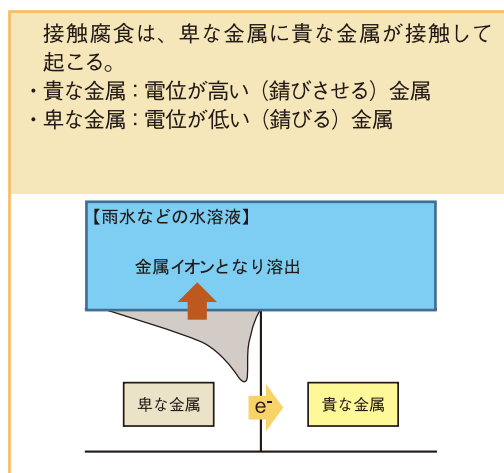 接触腐食は、卑な金属に貴な金属が接触して
起こる。
・貴な金属：電位が高い（錆びさせる）金属
・卑な金属：電位が低い（錆びる）金属
【雨水などの水溶液】
金属イオンとなり溶出
卑な金属
e-
貴な金属